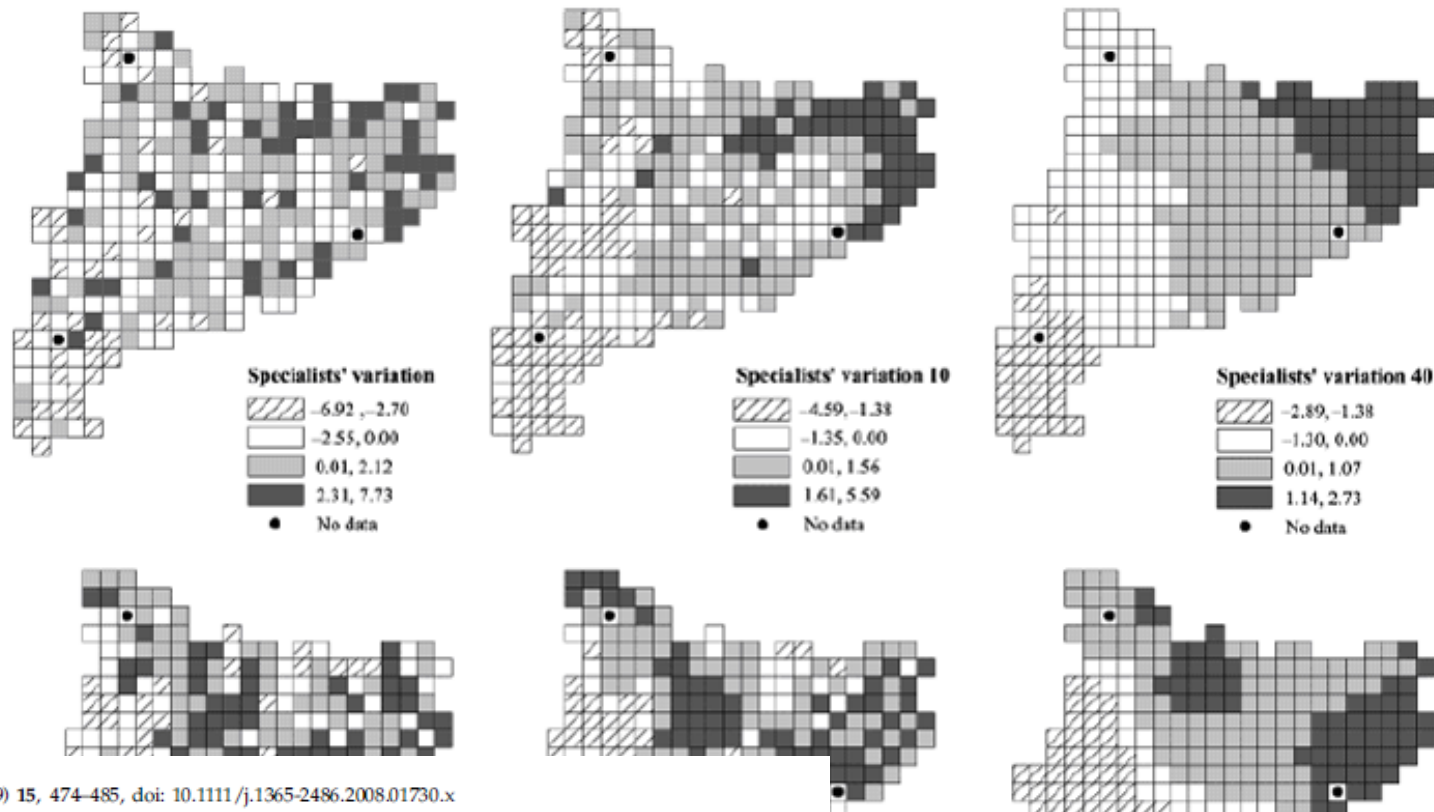 Specialists' variation
–6.92 ,–2.70
–2.55, 0.00
0.01, 2.12
2.31, 7.73
No data
Specialists' variation 10
–4.59, –1.38
–1.35, 0.00
0.01, 1.56
1.61, 5.59
No data
Specialists' variation 40
–2.89, –1.38
–1.30, 0.00
0.01, 1.07
1.14, 2.73
No data
9) 15, 474–485, doi: 10.1111/j.1365-2486.2008.01730.x